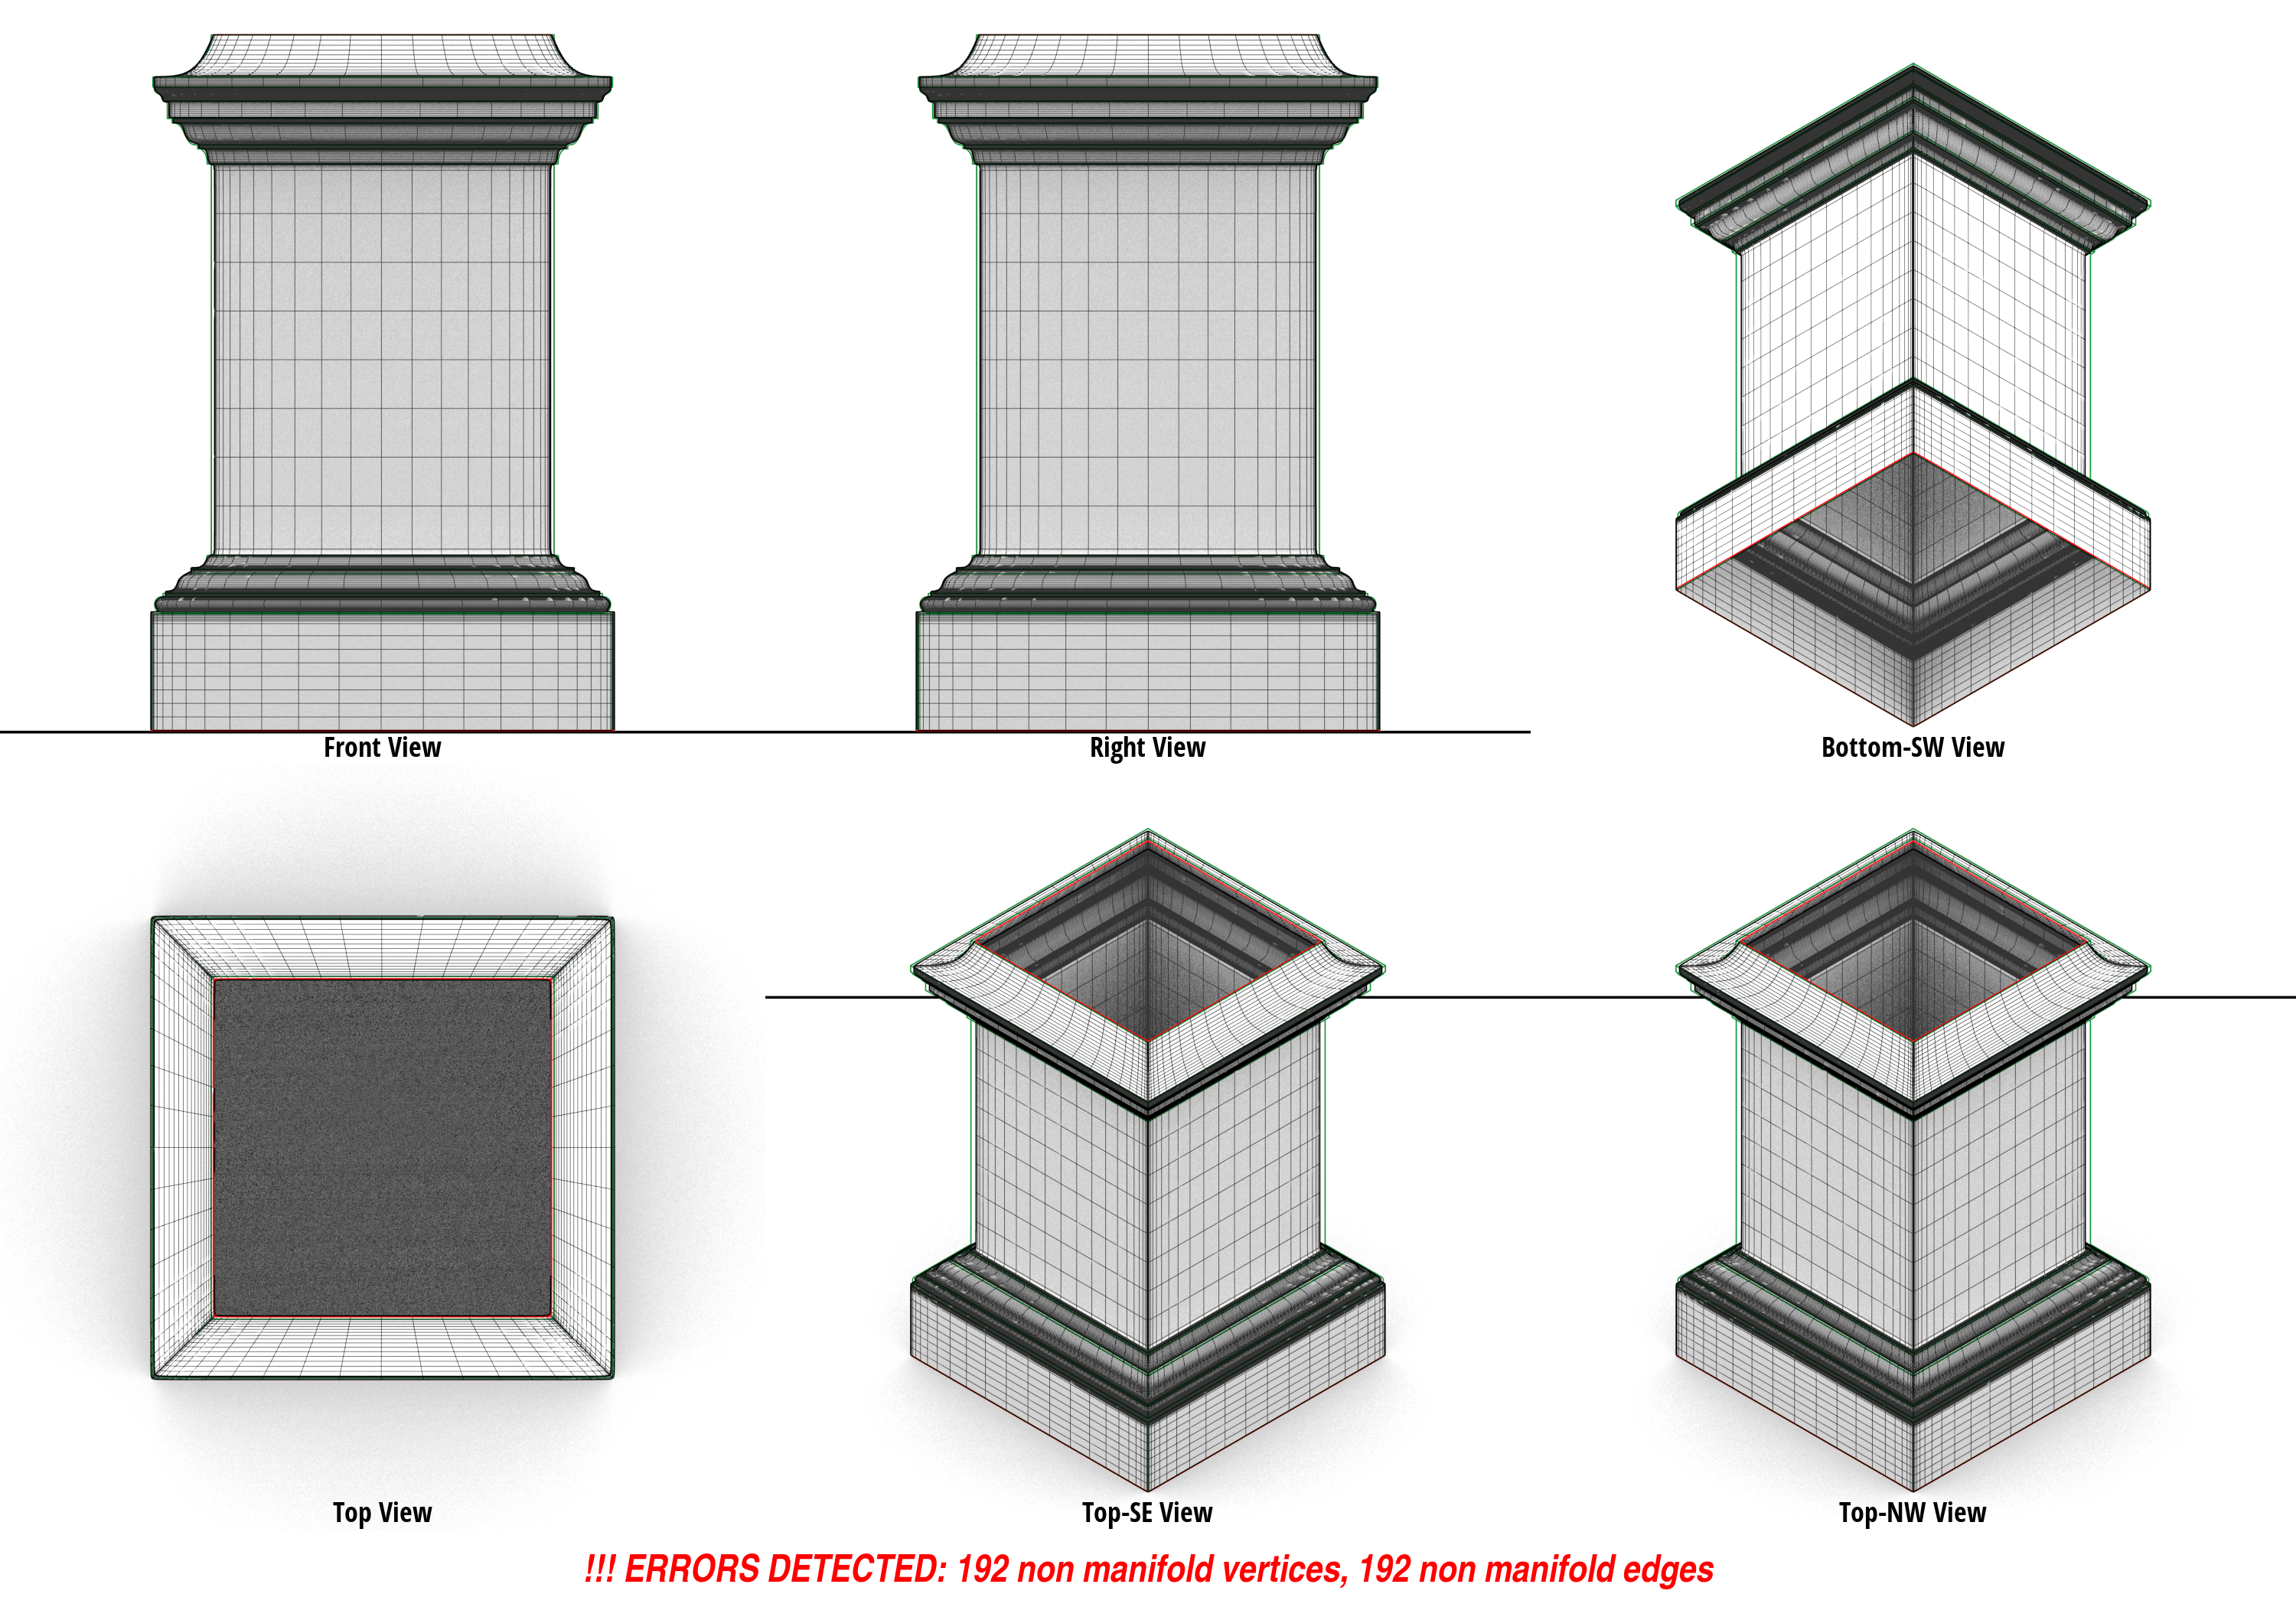 Front View
Right View
Bottom-SW View
Top View
Top-SE View
Top-NW View
!!! ERRORS DETECTED: 192 non manifold vertices, 192 non manifold edges